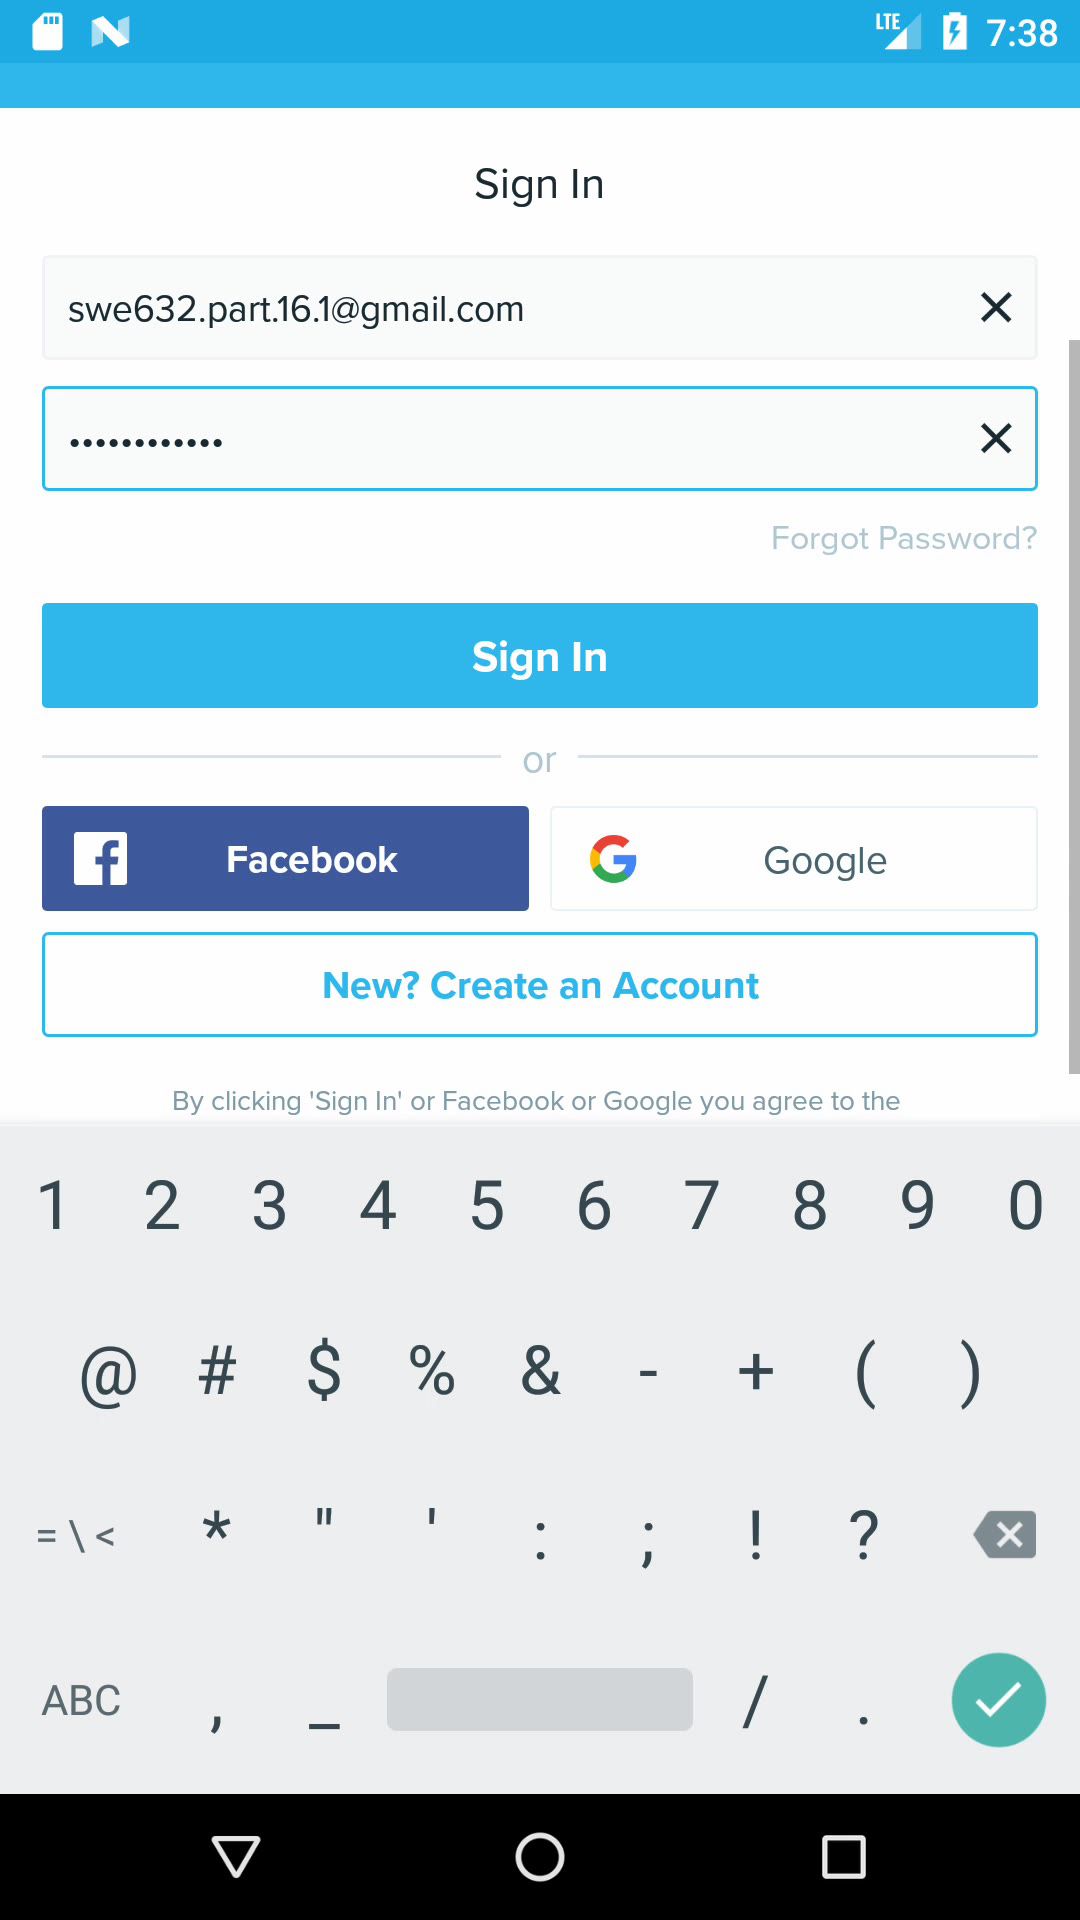 LTE 7:38
Sign In
swe632.part.16.1@gmail.com
••••••••••••
Forgot Password?
Sign In
or
Facebook
Google
New? Create an Account
By clicking 'Sign In' or Facebook or Google you agree to the
1 2 3 4 5 6 7 8 9 0
@ # $ % & - + ( )
= \ < * " ' : ; ! ?
ABC , _ / .